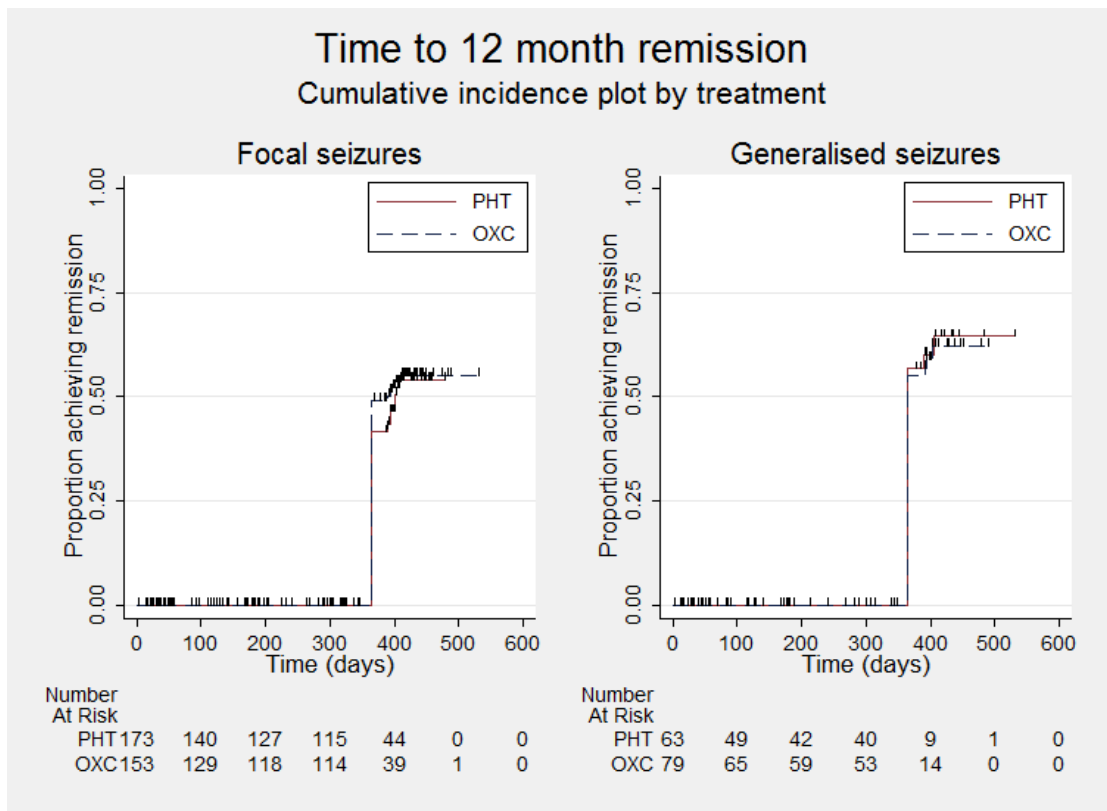 Time to 12 month remission
Cumulative incidence plot by treatment
Focal seizures
PHT
OXC
Proportion achieving remission
1.00
0.75
0.50
0.25
0.00
0 100 200 300 400 500 600
Time (days)
Number
At Risk
PHT 173 140 127 115 44 0 0
OXC 153 129 118 114 39 1 0
Generalised seizures
PHT
OXC
Proportion achieving remission
1.00
0.75
0.50
0.25
0.00
0 100 200 300 400 500 600
Time (days)
Number
At Risk
PHT 63 49 42 40 9 1 0
OXC 79 65 59 53 14 0 0